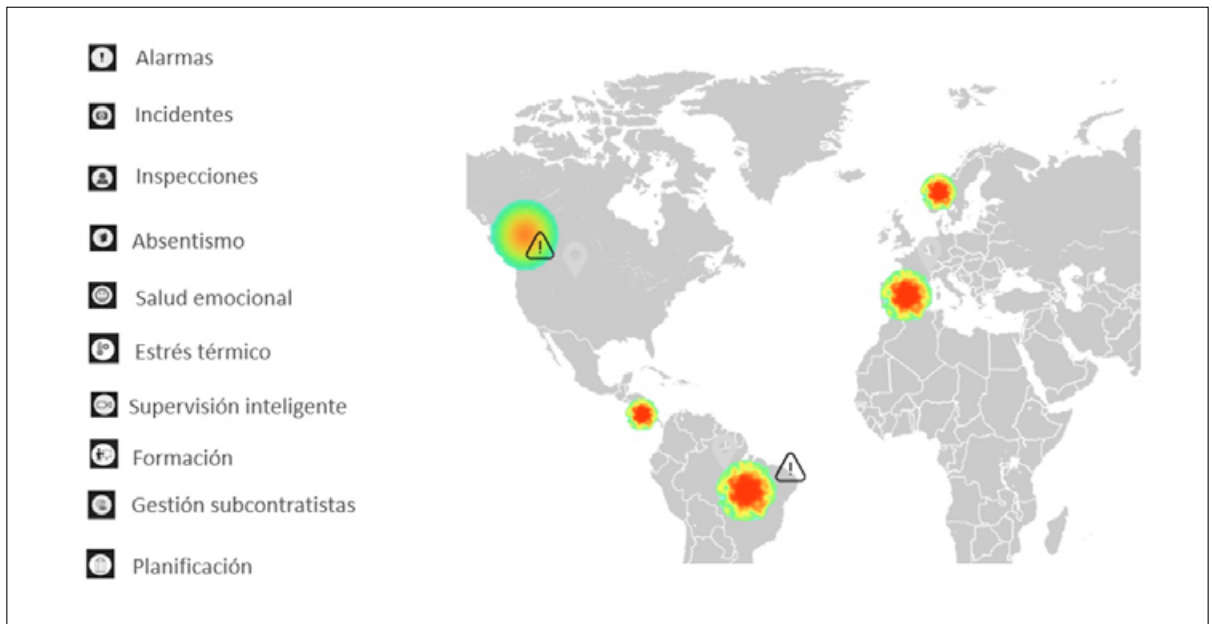 Alarmas
Incidentes
Inspecciones
Absentismo
Salud emocional
Estrés térmico
Supervisión inteligente
Formación
Gestión subcontratistas
Planificación